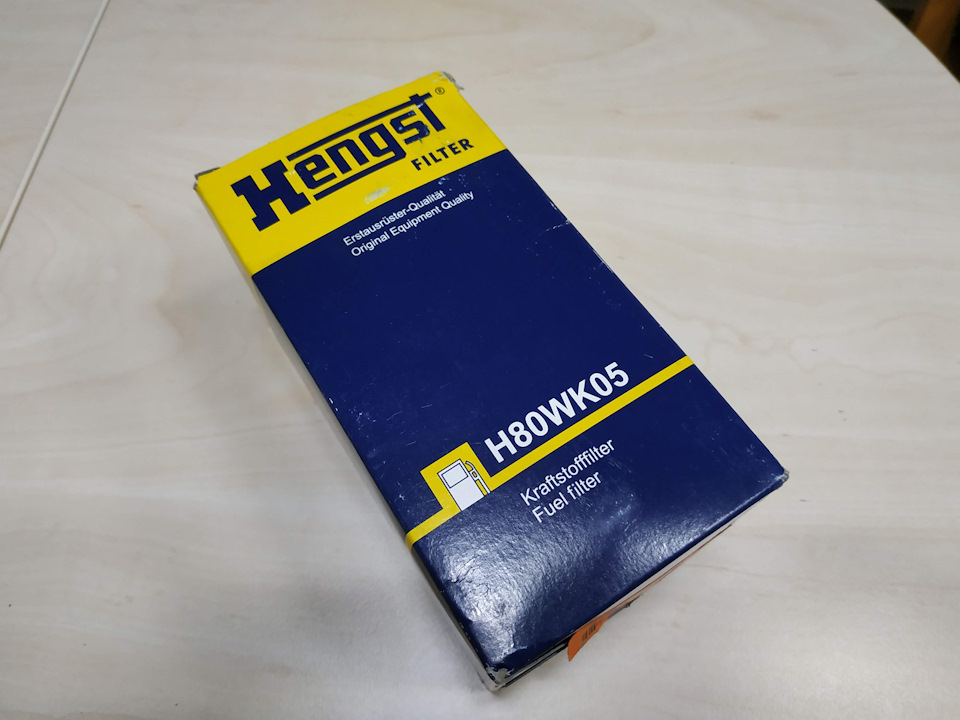 Hengst®
FILTER
Erstausrüster-Qualität
Original Equipment Quality
H80WK05
Kraftstofffilter
Fuel filter